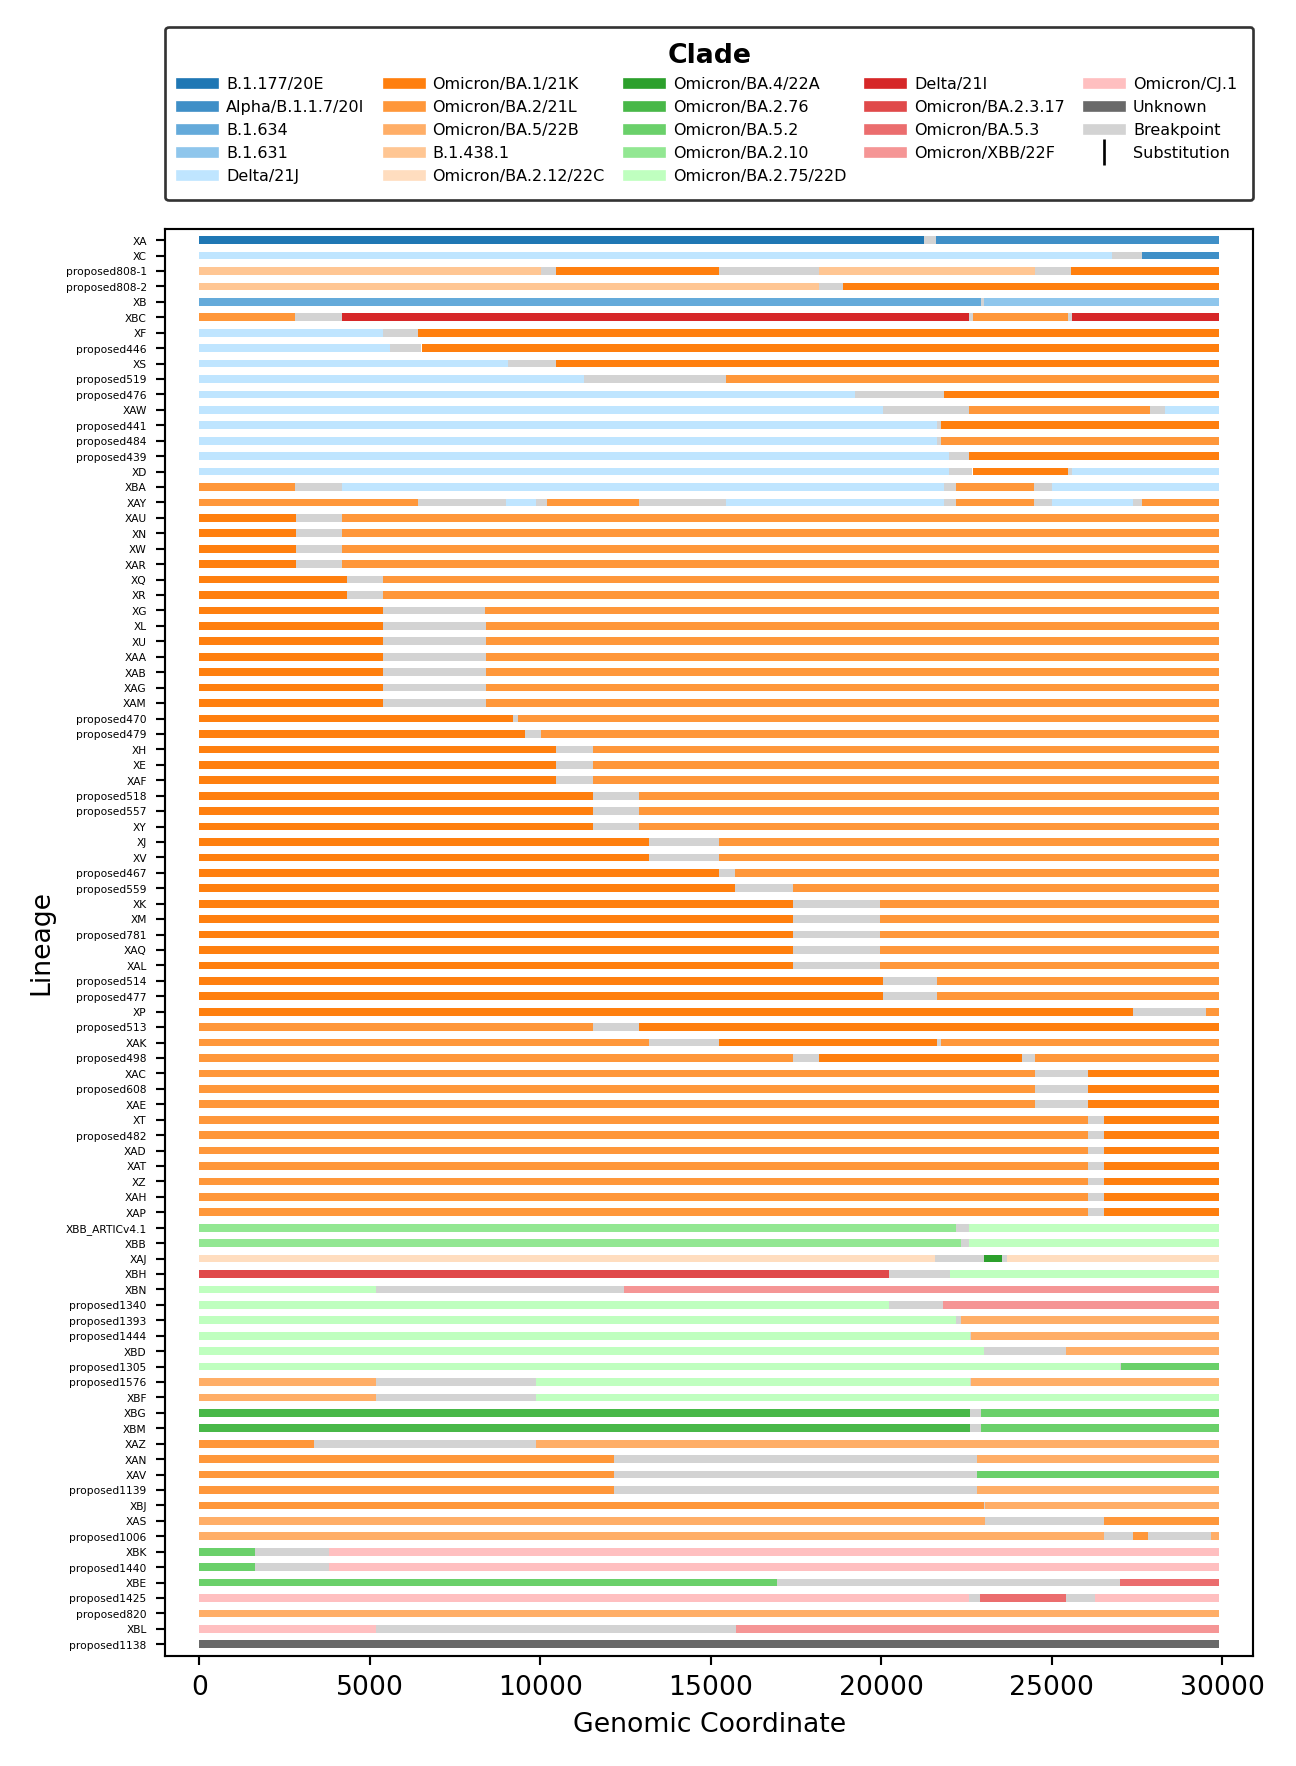 Clade
B.1.177/20E Omicron/BA.1/21K Omicron/BA.4/22A Delta/21I Omicron/CJ.1
Alpha/B.1.1.7/20I Omicron/BA.2/21L Omicron/BA.2.76 Omicron/BA.2.3.17 Unknown
B.1.634 Omicron/BA.5/22B Omicron/BA.5.2 Omicron/BA.5.3 Breakpoint
B.1.631 B.1.438.1 Omicron/BA.2.10 Omicron/XBB/22F Substitution
Delta/21J Omicron/BA.2.12/22C Omicron/BA.2.75/22D
XA
XC
proposed808-1
proposed808-2
XB
XBC
XF
proposed446
XS
proposed519
proposed476
XAW
proposed441
proposed484
proposed439
XD
XBA
XAY
XAU
XN
XW
XAR
XQ
XR
XG
XL
XU
XAA
XAB
XAG
XAM
proposed470
proposed479
XH
XE
XAF
proposed518
proposed557
XY
XJ
XV
proposed467
proposed559
XK
XM
proposed781
XAQ
XAL
proposed514
proposed477
XP
proposed513
XAK
proposed498
XAC
proposed608
XAE
XT
proposed482
XAD
XAT
XZ
XAH
XAP
XBB_ARTICv4.1
XBB
XAJ
XBH
XBN
proposed1340
proposed1393
proposed1444
XBD
proposed1305
proposed1576
XBF
XBG
XBM
XAZ
XAN
XAV
proposed1139
XBJ
XAS
proposed1006
XBK
proposed1440
XBE
proposed1425
proposed820
XBL
proposed1138
Lineage
0 5000 10000 15000 20000 25000 30000
Genomic Coordinate